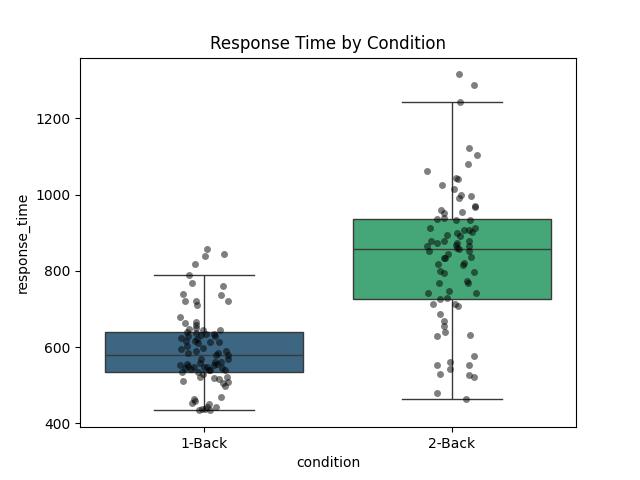 Response Time by Condition
1200
1000
800
600
400
response_time
1-Back
2-Back
condition